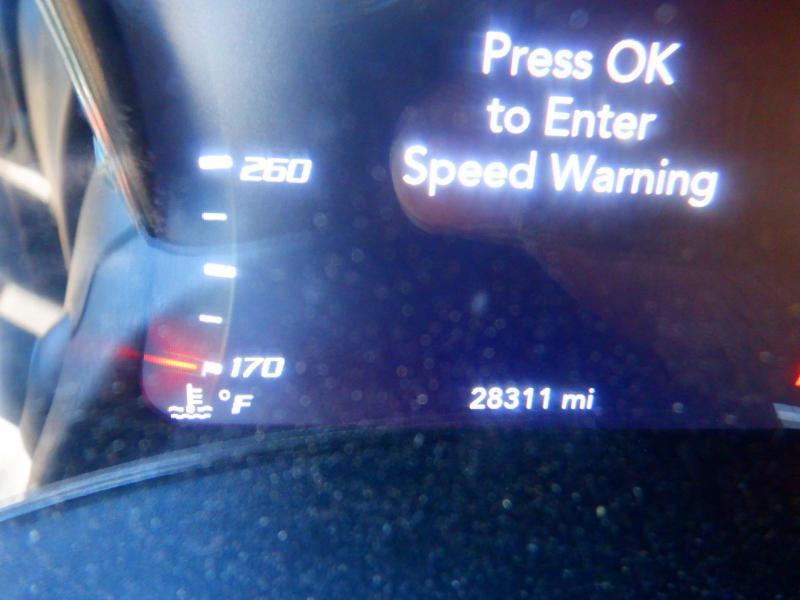 Press OK
to Enter
Speed Warning
260
170
°F
28311 mi